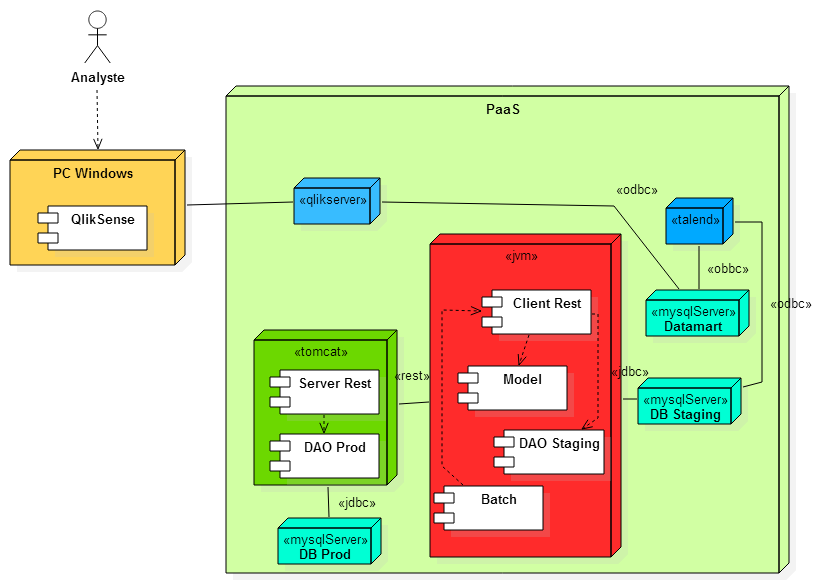 Analyste
PaaS
PC Windows
QlikSense
«qlikserver»
«odbc»
«talend»
«jvm»
«obbc»
Client Rest
«odbc»
«mysqlServer»
Datamart
«tomcat»
Server Rest
«rest»
Model
«jdbc»
«mysqlServer»
DB Staging
DAO Prod
DAO Staging
Batch
«jdbc»
«mysqlServer»
DB Prod